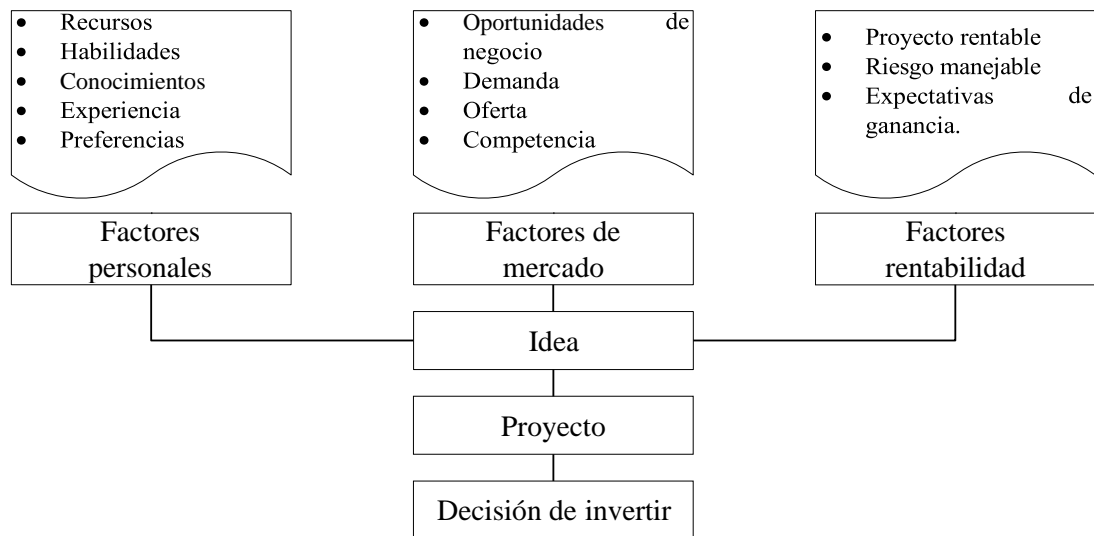 • Recursos
• Habilidades
• Conocimientos
• Experiencia
• Preferencias
Factores
personales
• Oportunidades de
negocio
• Demanda
• Oferta
• Competencia
Factores de
mercado
• Proyecto rentable
• Riesgo manejable
• Expectativas de
ganancia.
Factores
rentabilidad
Idea
Proyecto
Decisión de invertir